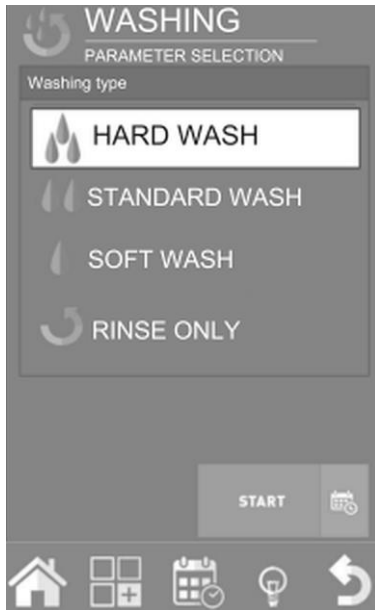 WASHING
PARAMETER SELECTION
Washing type
HARD WASH
STANDARD WASH
SOFT WASH
RINSE ONLY
START